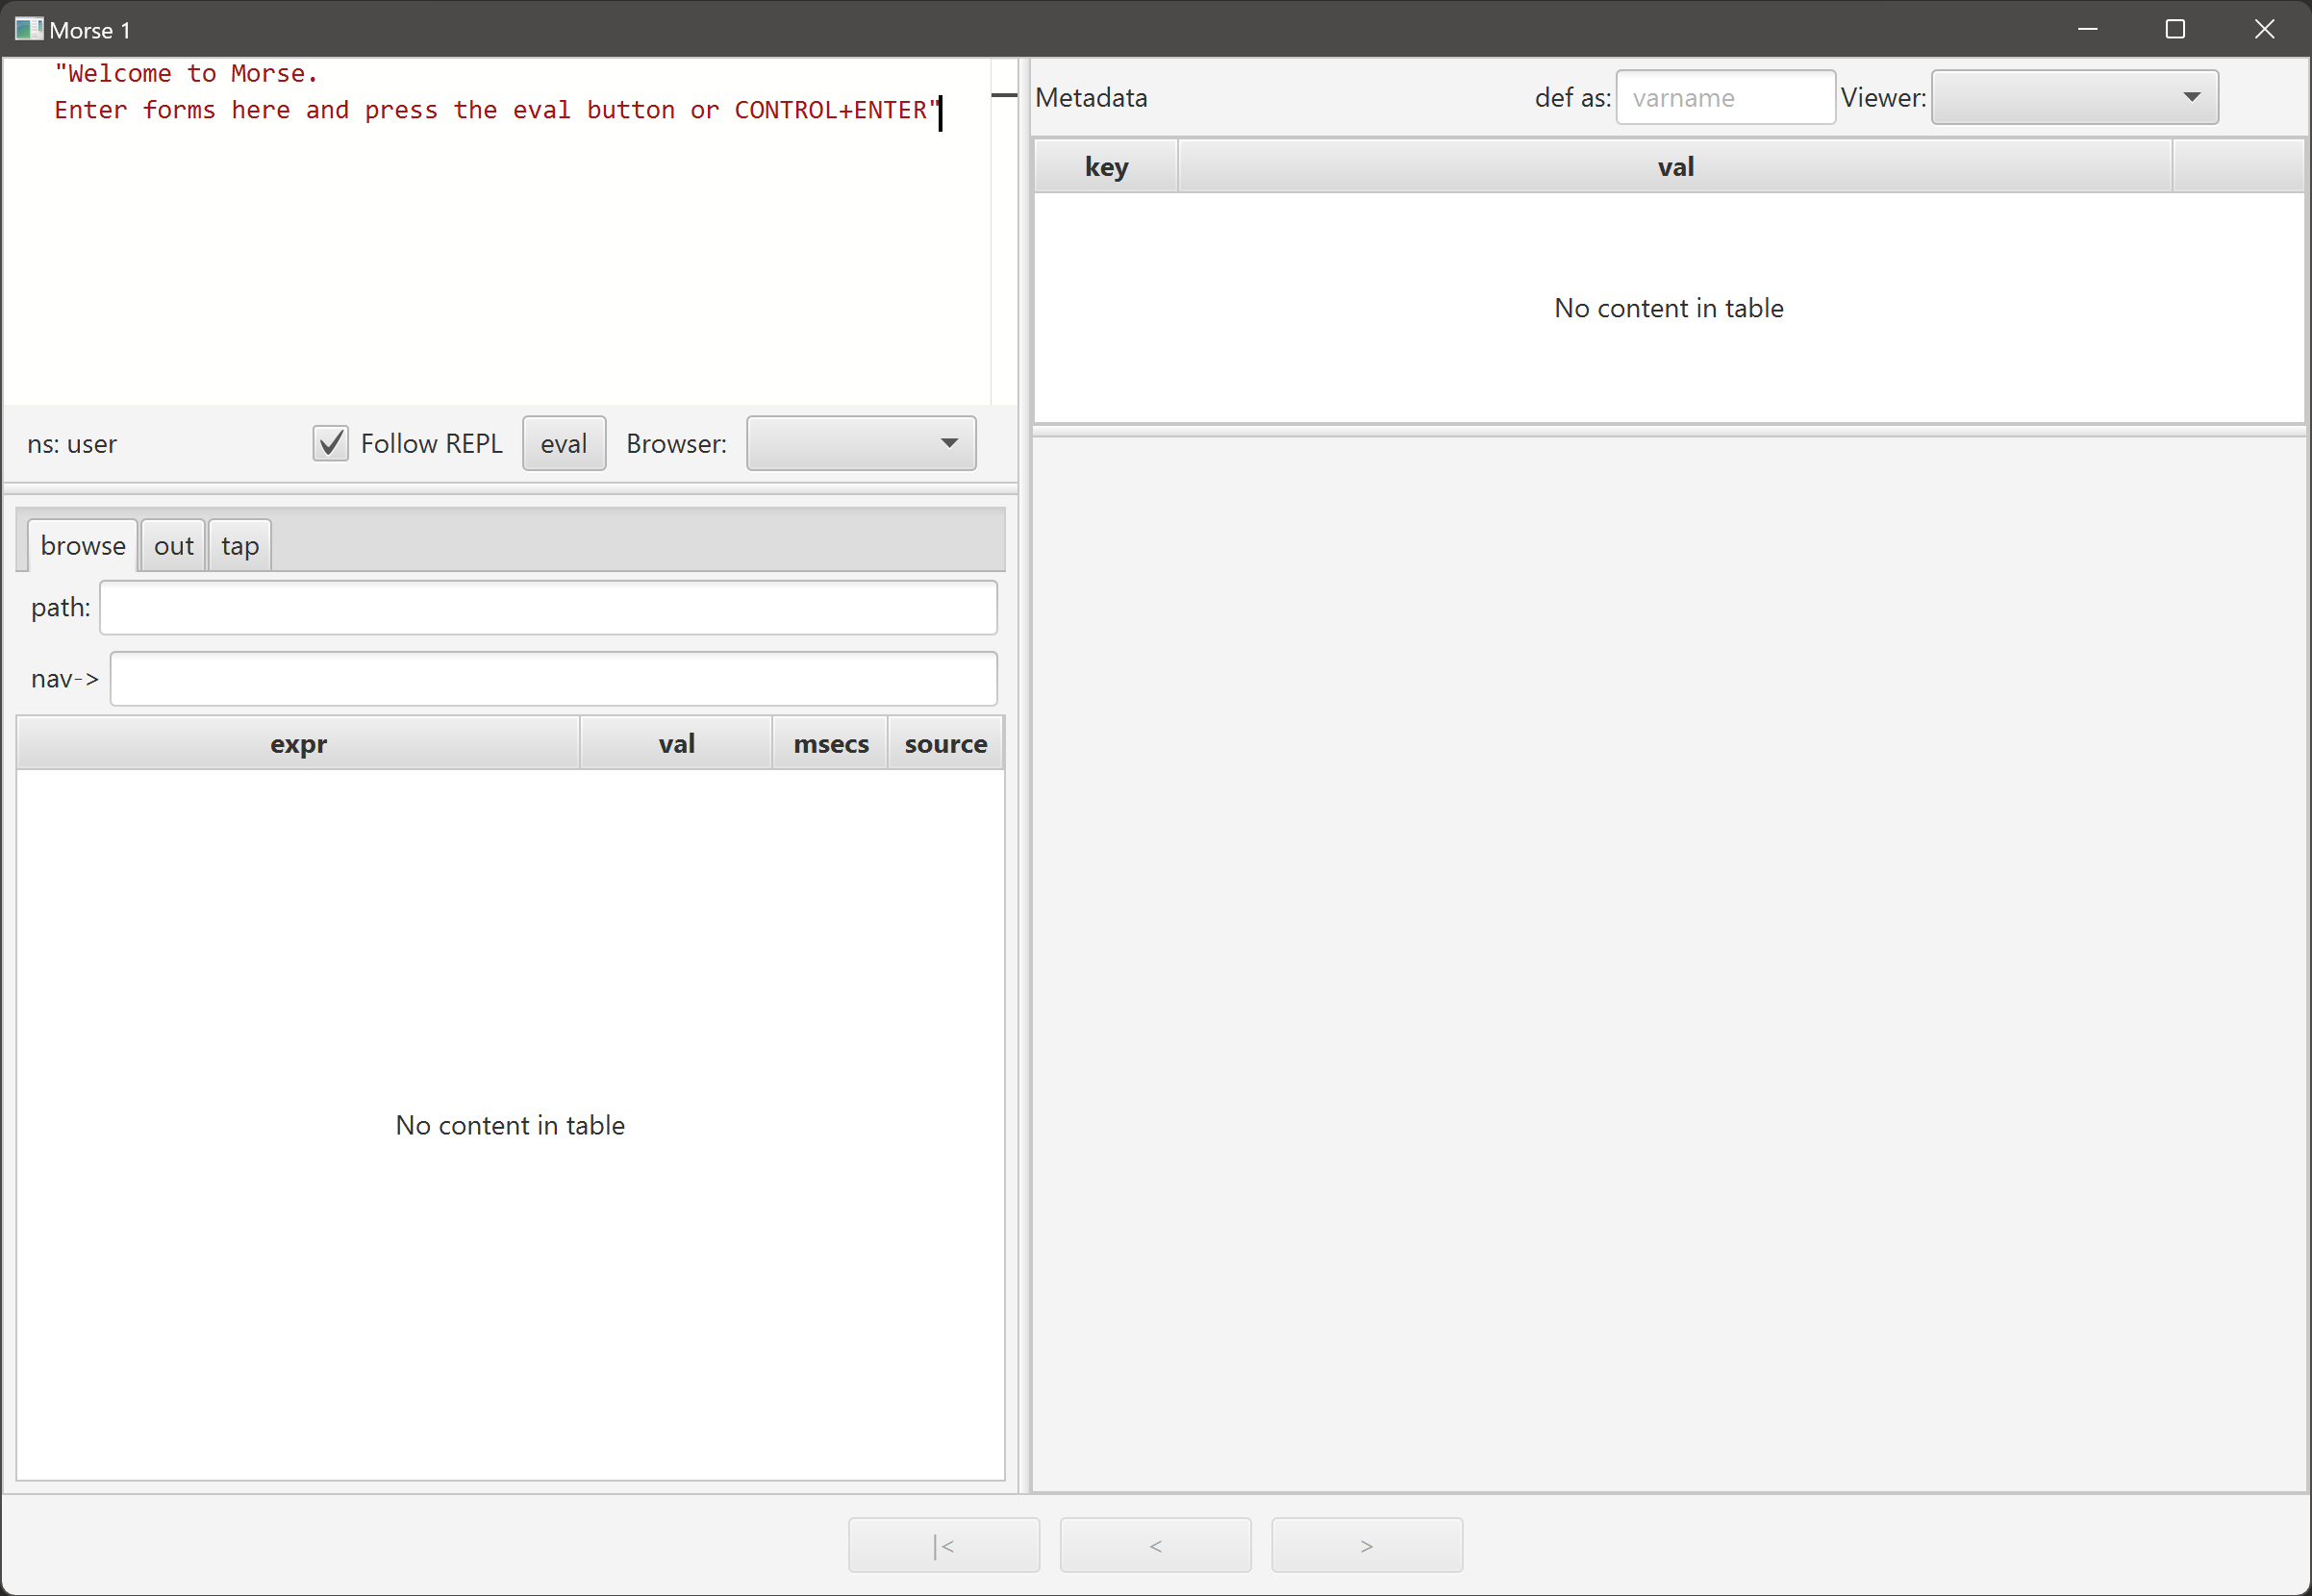 Morse 1
"Welcome to Morse.
Enter forms here and press the eval button or CONTROL+ENTER"
ns: user
Follow REPL
eval
Browser:
browse
out
tap
path:
nav->
expr
val
msecs
source
No content in table
Metadata
def as:
varname
Viewer:
key
val
No content in table
|<
<
>